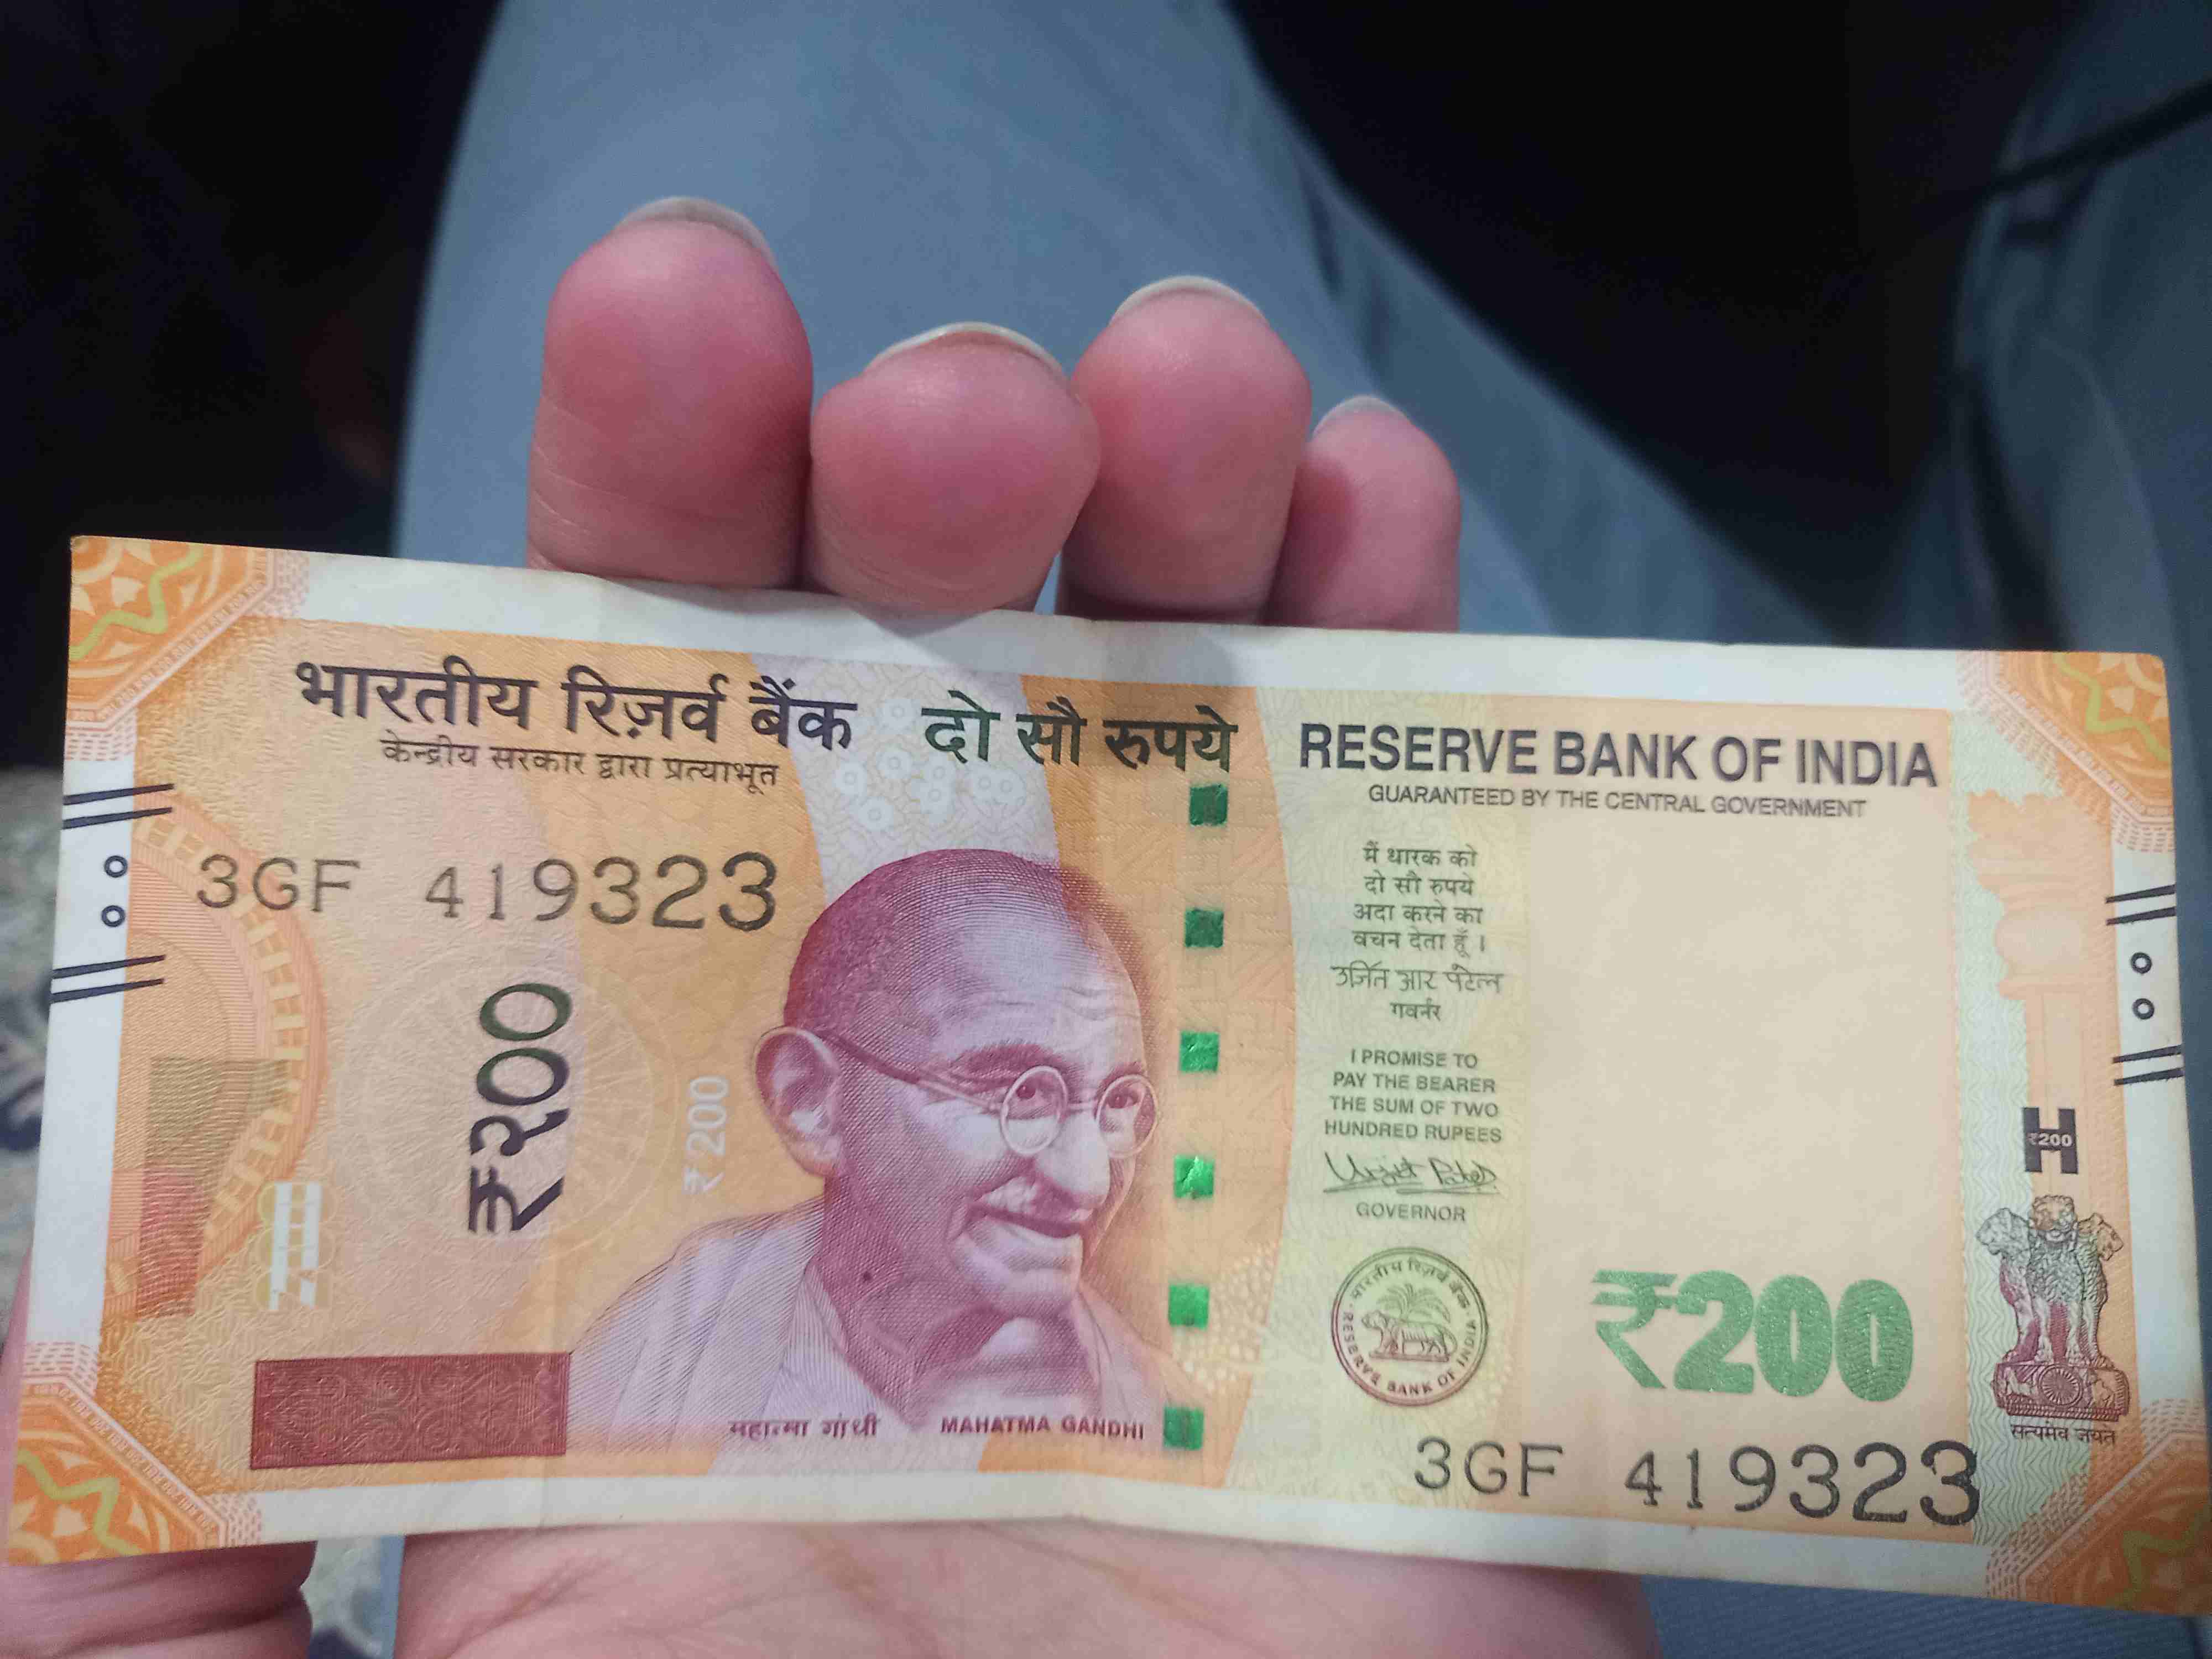 भारतीय रिज़र्व बैंक
केन्द्रीय सरकार द्वारा प्रत्याभूत
दो सौ रुपये
RESERVE BANK OF INDIA
GUARANTEED BY THE CENTRAL GOVERNMENT
3GF 419323
₹२००
₹200
मैं धारक को
दो सौ रुपये
अदा करने का
वचन देता हूँ ।
उर्जित आर पटेल
गवर्नर
I PROMISE TO
PAY THE BEARER
THE SUM OF TWO
HUNDRED RUPEES
Urjit Patel
GOVERNOR
भारतीय रिज़र्व बैंक
RESERVE BANK OF INDIA
₹200
₹200
सत्यमेव जयते
महात्मा गांधी
MAHATMA GANDHI
3GF 419323